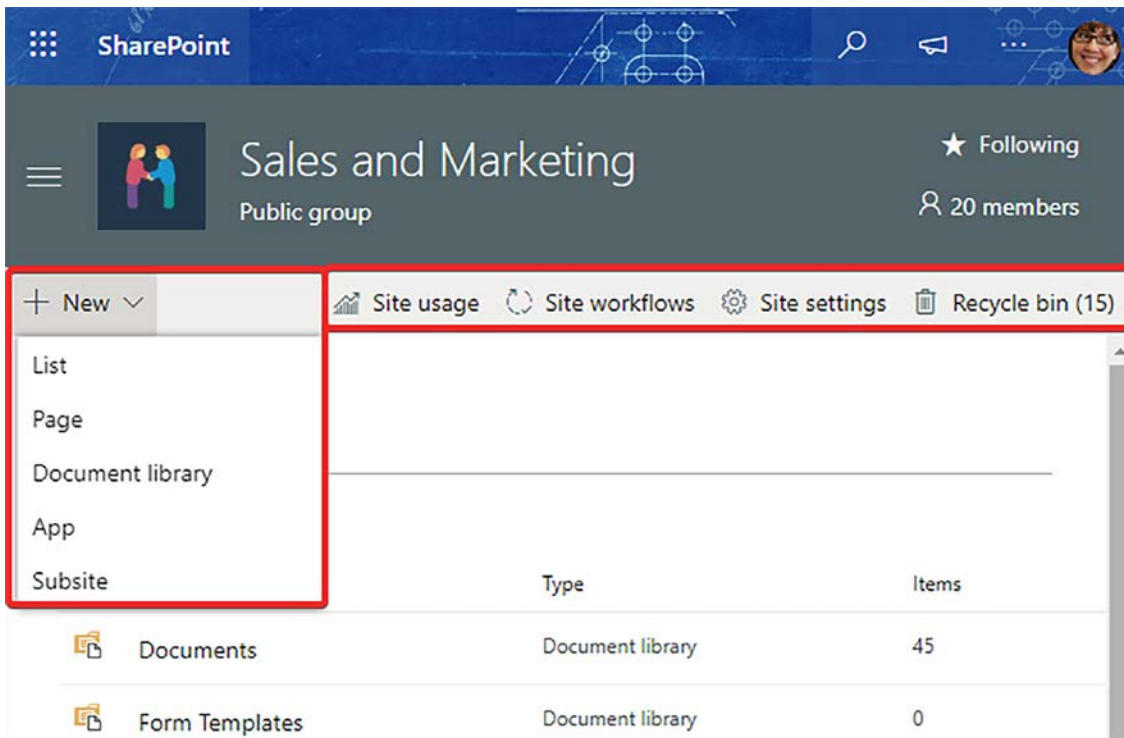 SharePoint
Sales and Marketing
Following
Public group
20 members
New
Site usage Site workflows Site settings Recycle bin (15)
List
Page
Document library
App
Subsite
Type Items
Documents Document library 45
Form Templates Document library 0